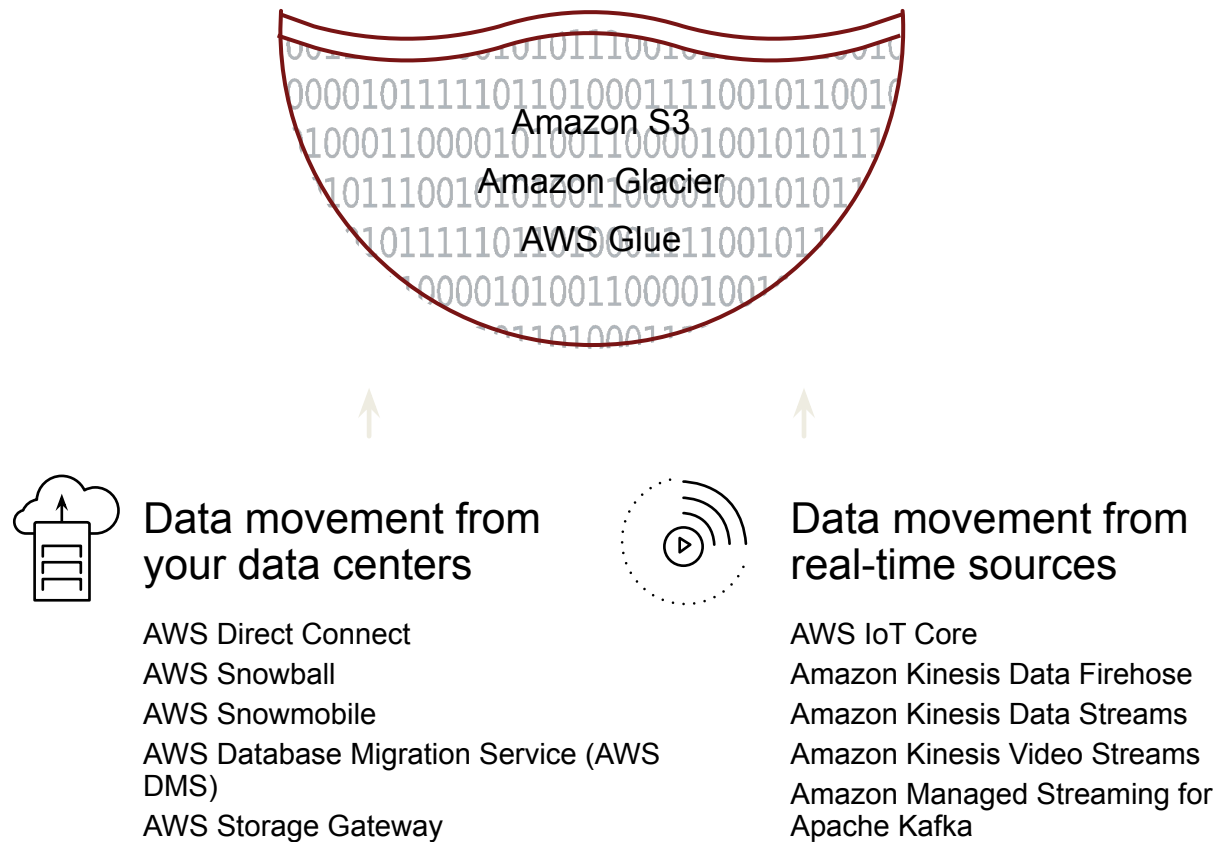 Amazon S3
Amazon Glacier
AWS Glue
000010111110110100011110010110010
1000110000101001100001001010111
Data movement from
your data centers
AWS Direct Connect
AWS Snowball
AWS Snowmobile
AWS Database Migration Service (AWS
DMS)
AWS Storage Gateway
Data movement from
real-time sources
AWS IoT Core
Amazon Kinesis Data Firehose
Amazon Kinesis Data Streams
Amazon Kinesis Video Streams
Amazon Managed Streaming for
Apache Kafka